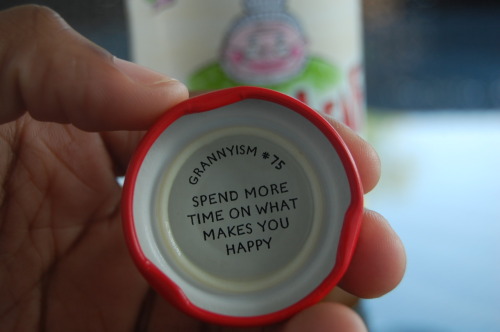 GRANNYISM #75
SPEND MORE
TIME ON WHAT
MAKES YOU
HAPPY